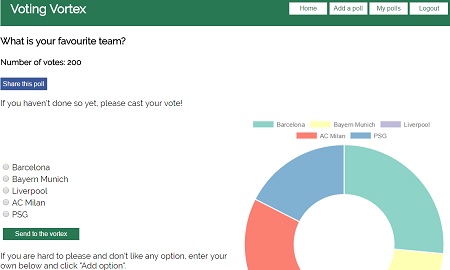 Voting Vortex
Home Add a poll My polls Logout
What is your favourite team?
Number of votes: 200
Share this poll
If you haven't done so yet, please cast your vote!
Barcelona Bayern Munich Liverpool
AC Milan PSG
Barcelona
Bayern Munich
Liverpool
AC Milan
PSG
Send to the vortex
If you are hard to please and don't like any option, enter your
own below and click "Add option".